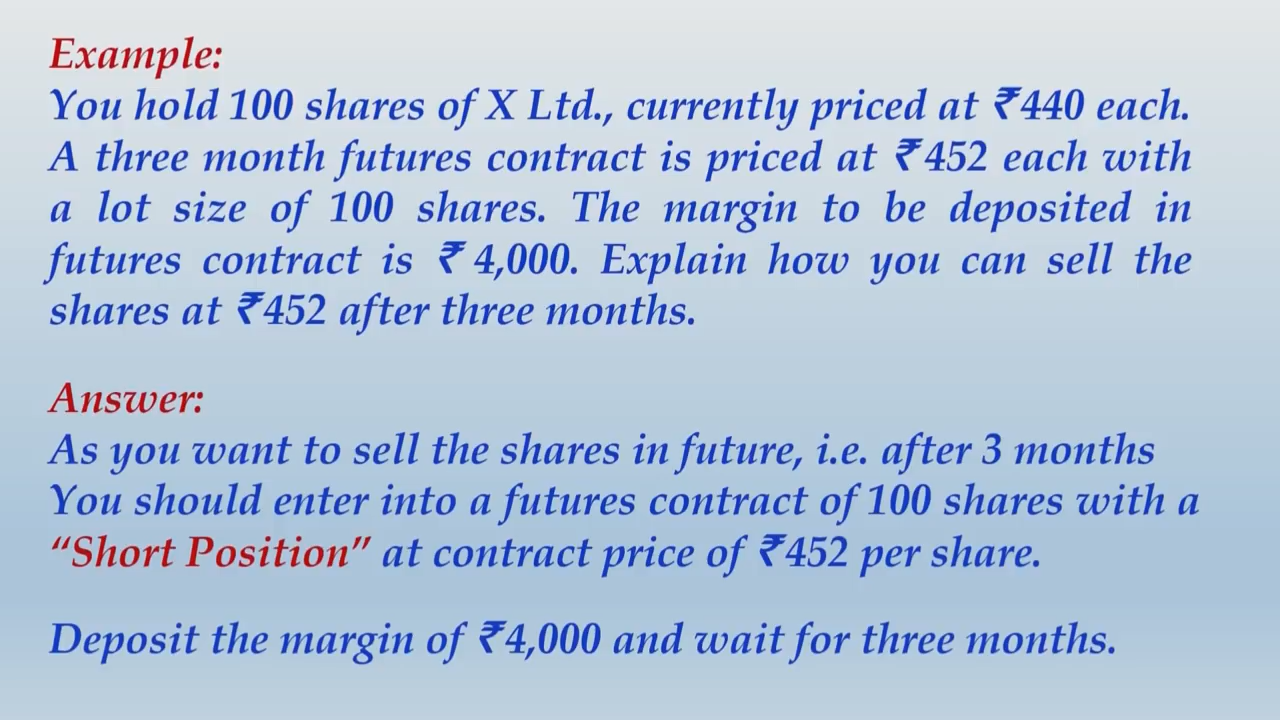 Example:
You hold 100 shares of X Ltd., currently priced at ₹440 each.
A three month futures contract is priced at ₹452 each with
a lot size of 100 shares. The margin to be deposited in
futures contract is ₹ 4,000. Explain how you can sell the
shares at ₹452 after three months.
Answer:
As you want to sell the shares in future, i.e. after 3 months
You should enter into a futures contract of 100 shares with a
“Short Position” at contract price of ₹452 per share.
Deposit the margin of ₹4,000 and wait for three months.